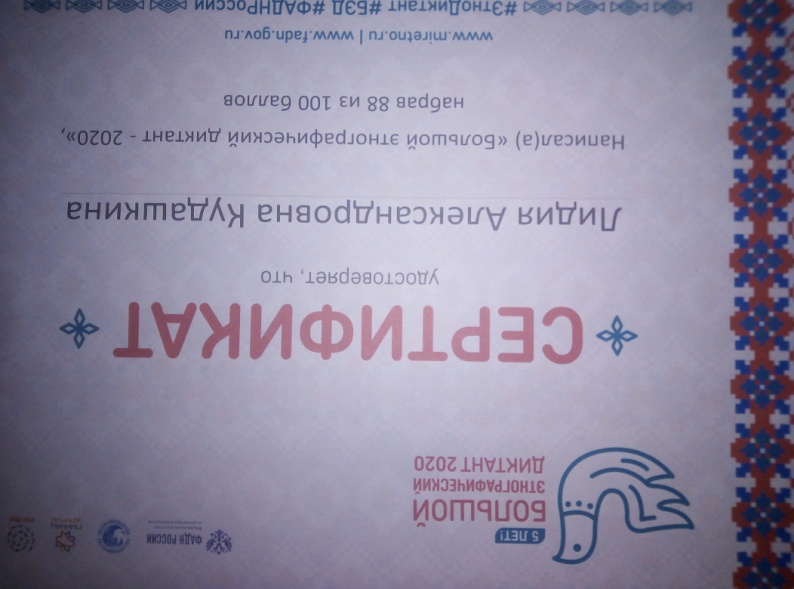 ФАДН РОССИИ
5 ЛЕТ!
БОЛЬШОЙ
ЭТНОГРАФИЧЕСКИЙ
ДИКТАНТ 2020
СЕРТИФИКАТ
удостоверяет, что
Лидия Александровна Кудашкина
Написал(а) «Большой этнографический диктант - 2020»,
набрав 88 из 100 баллов
www.miretno.ru | www.fadn.gov.ru
#ЭтноДиктант #БЭД #ФАДНРоссии